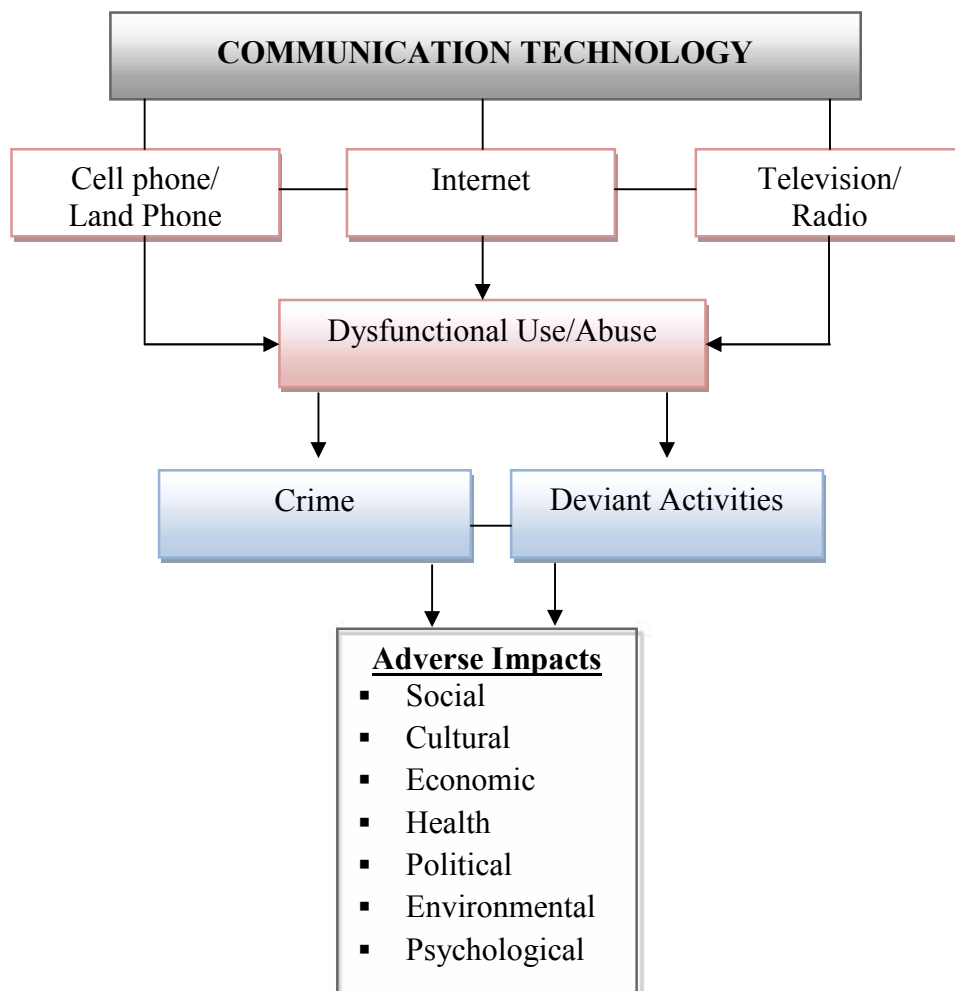 COMMUNICATION TECHNOLOGY
Cell phone/
Land Phone
Internet
Television/
Radio
Dysfunctional Use/Abuse
Crime
Deviant Activities
Adverse Impacts
▪ Social
▪ Cultural
▪ Economic
▪ Health
▪ Political
▪ Environmental
▪ Psychological